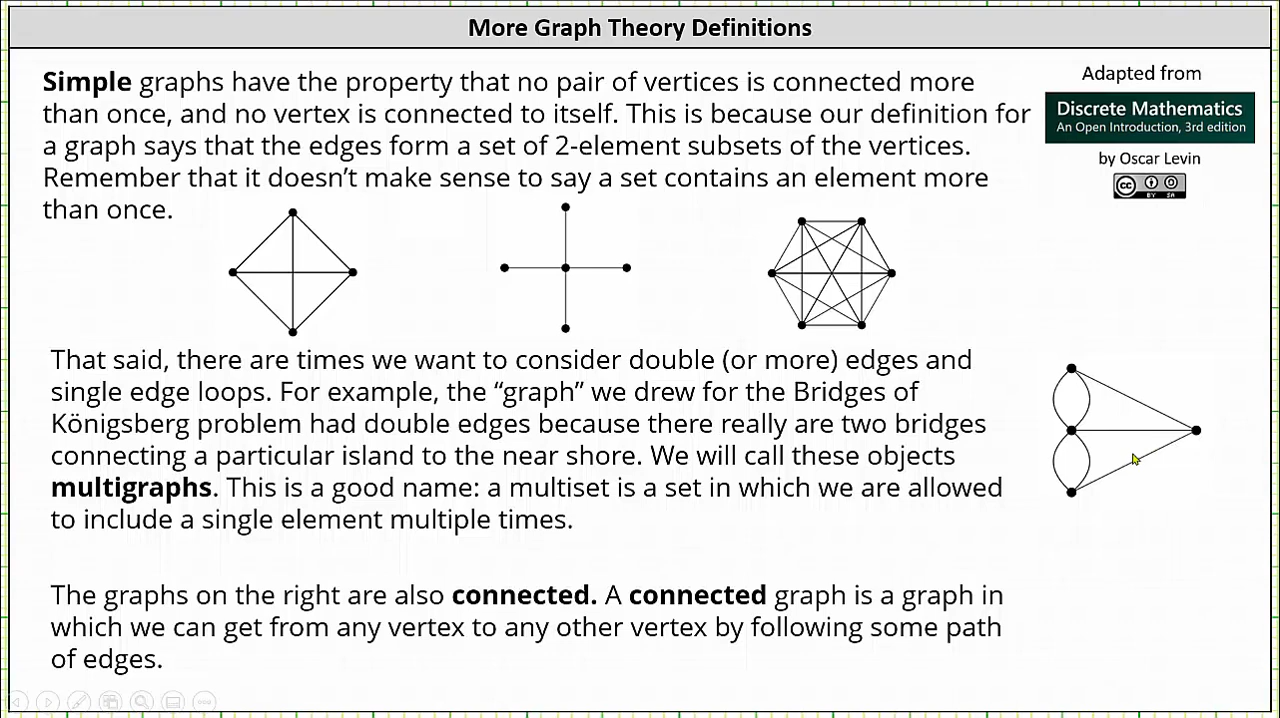 More Graph Theory Definitions
Simple graphs have the property that no pair of vertices is connected more
than once, and no vertex is connected to itself. This is because our definition for
a graph says that the edges form a set of 2-element subsets of the vertices.
Remember that it doesn’t make sense to say a set contains an element more
than once.
Adapted from
Discrete Mathematics
An Open Introduction, 3rd edition
by Oscar Levin
cc
BY SA
That said, there are times we want to consider double (or more) edges and
single edge loops. For example, the “graph” we drew for the Bridges of
Königsberg problem had double edges because there really are two bridges
connecting a particular island to the near shore. We will call these objects
multigraphs. This is a good name: a multiset is a set in which we are allowed
to include a single element multiple times.
The graphs on the right are also connected. A connected graph is a graph in
which we can get from any vertex to any other vertex by following some path
of edges.